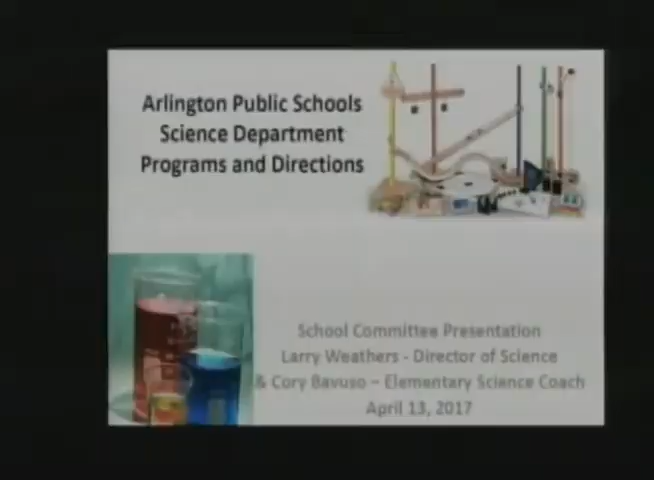 Arlington Public Schools
Science Department
Programs and Directions
School Committee Presentation
Larry Weathers - Director of Science
& Cory Bavuso – Elementary Science Coach
April 13, 2017